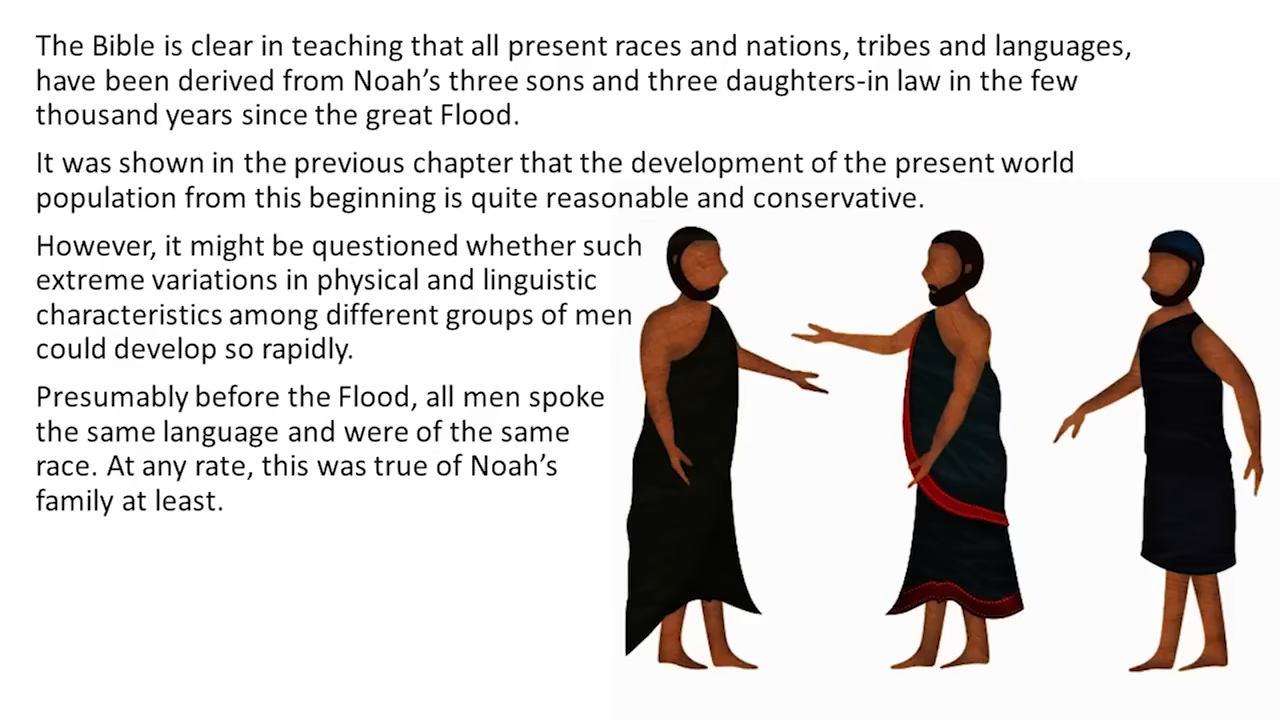 The Bible is clear in teaching that all present races and nations, tribes and languages,
have been derived from Noah’s three sons and three daughters-in law in the few
thousand years since the great Flood.
It was shown in the previous chapter that the development of the present world
population from this beginning is quite reasonable and conservative.
However, it might be questioned whether such
extreme variations in physical and linguistic
characteristics among different groups of men
could develop so rapidly.
Presumably before the Flood, all men spoke
the same language and were of the same
race. At any rate, this was true of Noah’s
family at least.